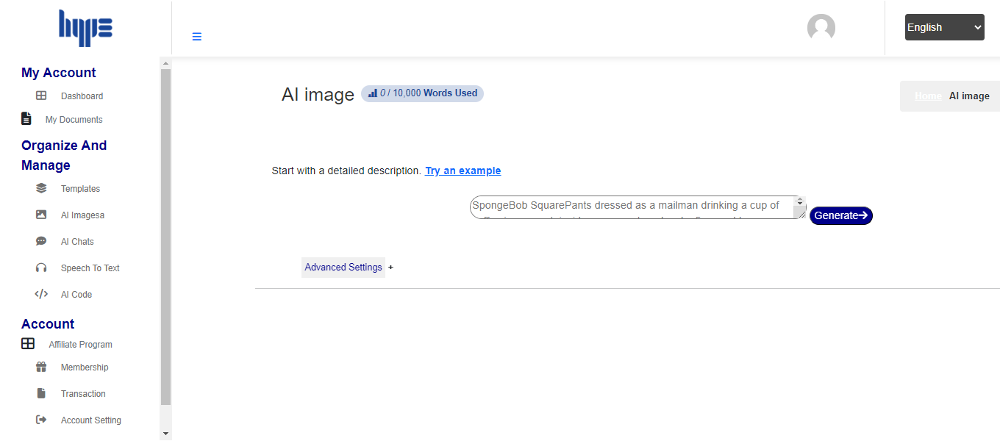 hype
English
My Account
Dashboard
My Documents
Organize And
Manage
Templates
AI Imagesa
AI Chats
Speech To Text
AI Code
Account
Affiliate Program
Membership
Transaction
Account Setting
AI image
0 / 10,000 Words Used
Home AI image
Start with a detailed description. Try an example
SpongeBob SquarePants dressed as a mailman drinking a cup of
Generate
Advanced Settings +